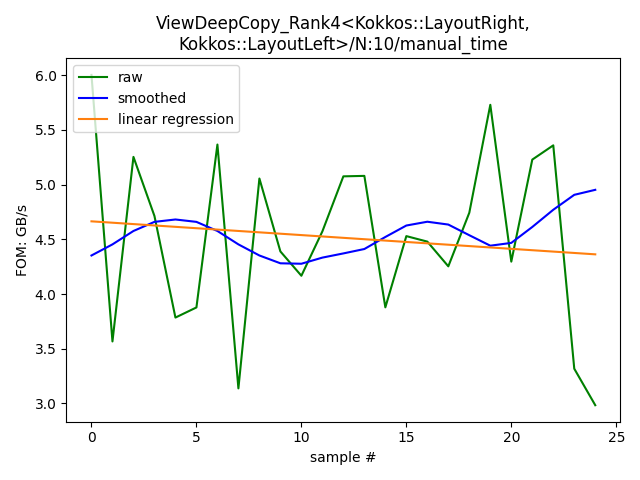 ViewDeepCopy_Rank4<Kokkos::LayoutRight,
Kokkos::LayoutLeft>/N:10/manual_time
raw
smoothed
linear regression
FOM: GB/s
6.0
5.5
5.0
4.5
4.0
3.5
3.0
0 5 10 15 20 25
sample #